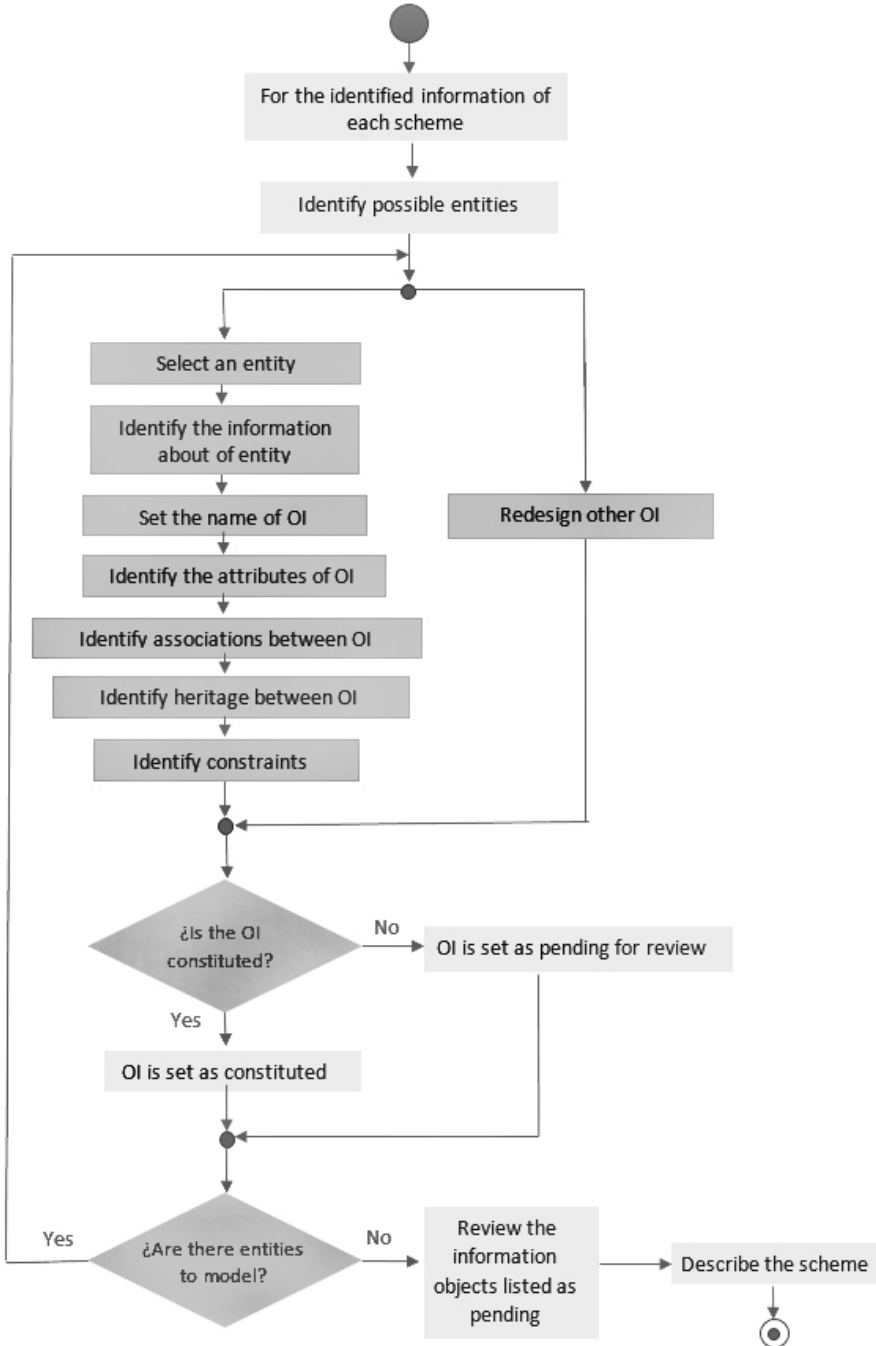 For the identified information of
each scheme
Identify possible entities
Select an entity
Identify the information
about of entity
Set the name of OI
Redesign other OI
Identify the attributes of OI
Identify associations between OI
Identify heritage between OI
Identify constraints
¿Is the OI
constituted?
No
OI is set as pending for review
Yes
OI is set as constituted
Yes
¿Are there entities
to model?
No
Review the
information
objects listed as
pending
Describe the scheme